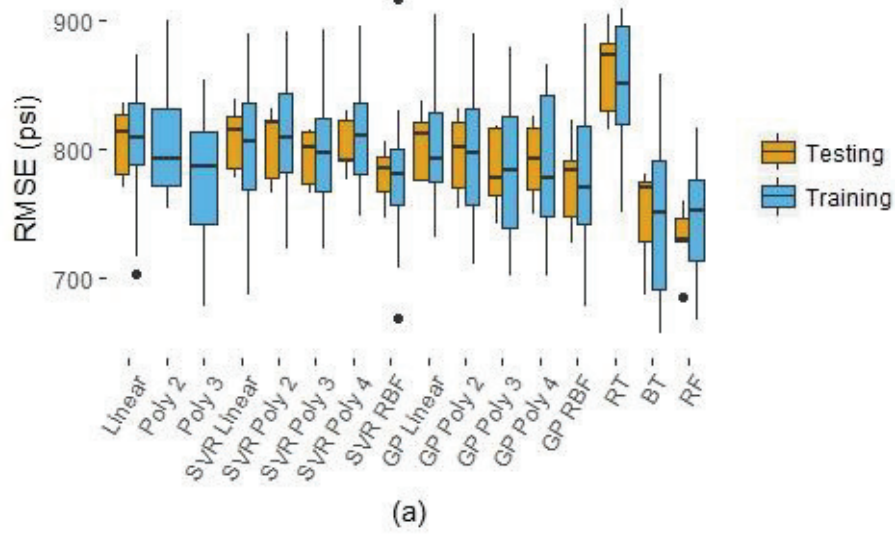 900
800
700
RMSE (psi)
Testing
Training
Linear
Poly 2
Poly 3
SVR Linear
SVR Poly 2
SVR Poly 3
SVR Poly 4
SVR RBF
GP Linear
GP Poly 2
GP Poly 3
GP Poly 4
GP RBF
RT
BT
RF
(a)